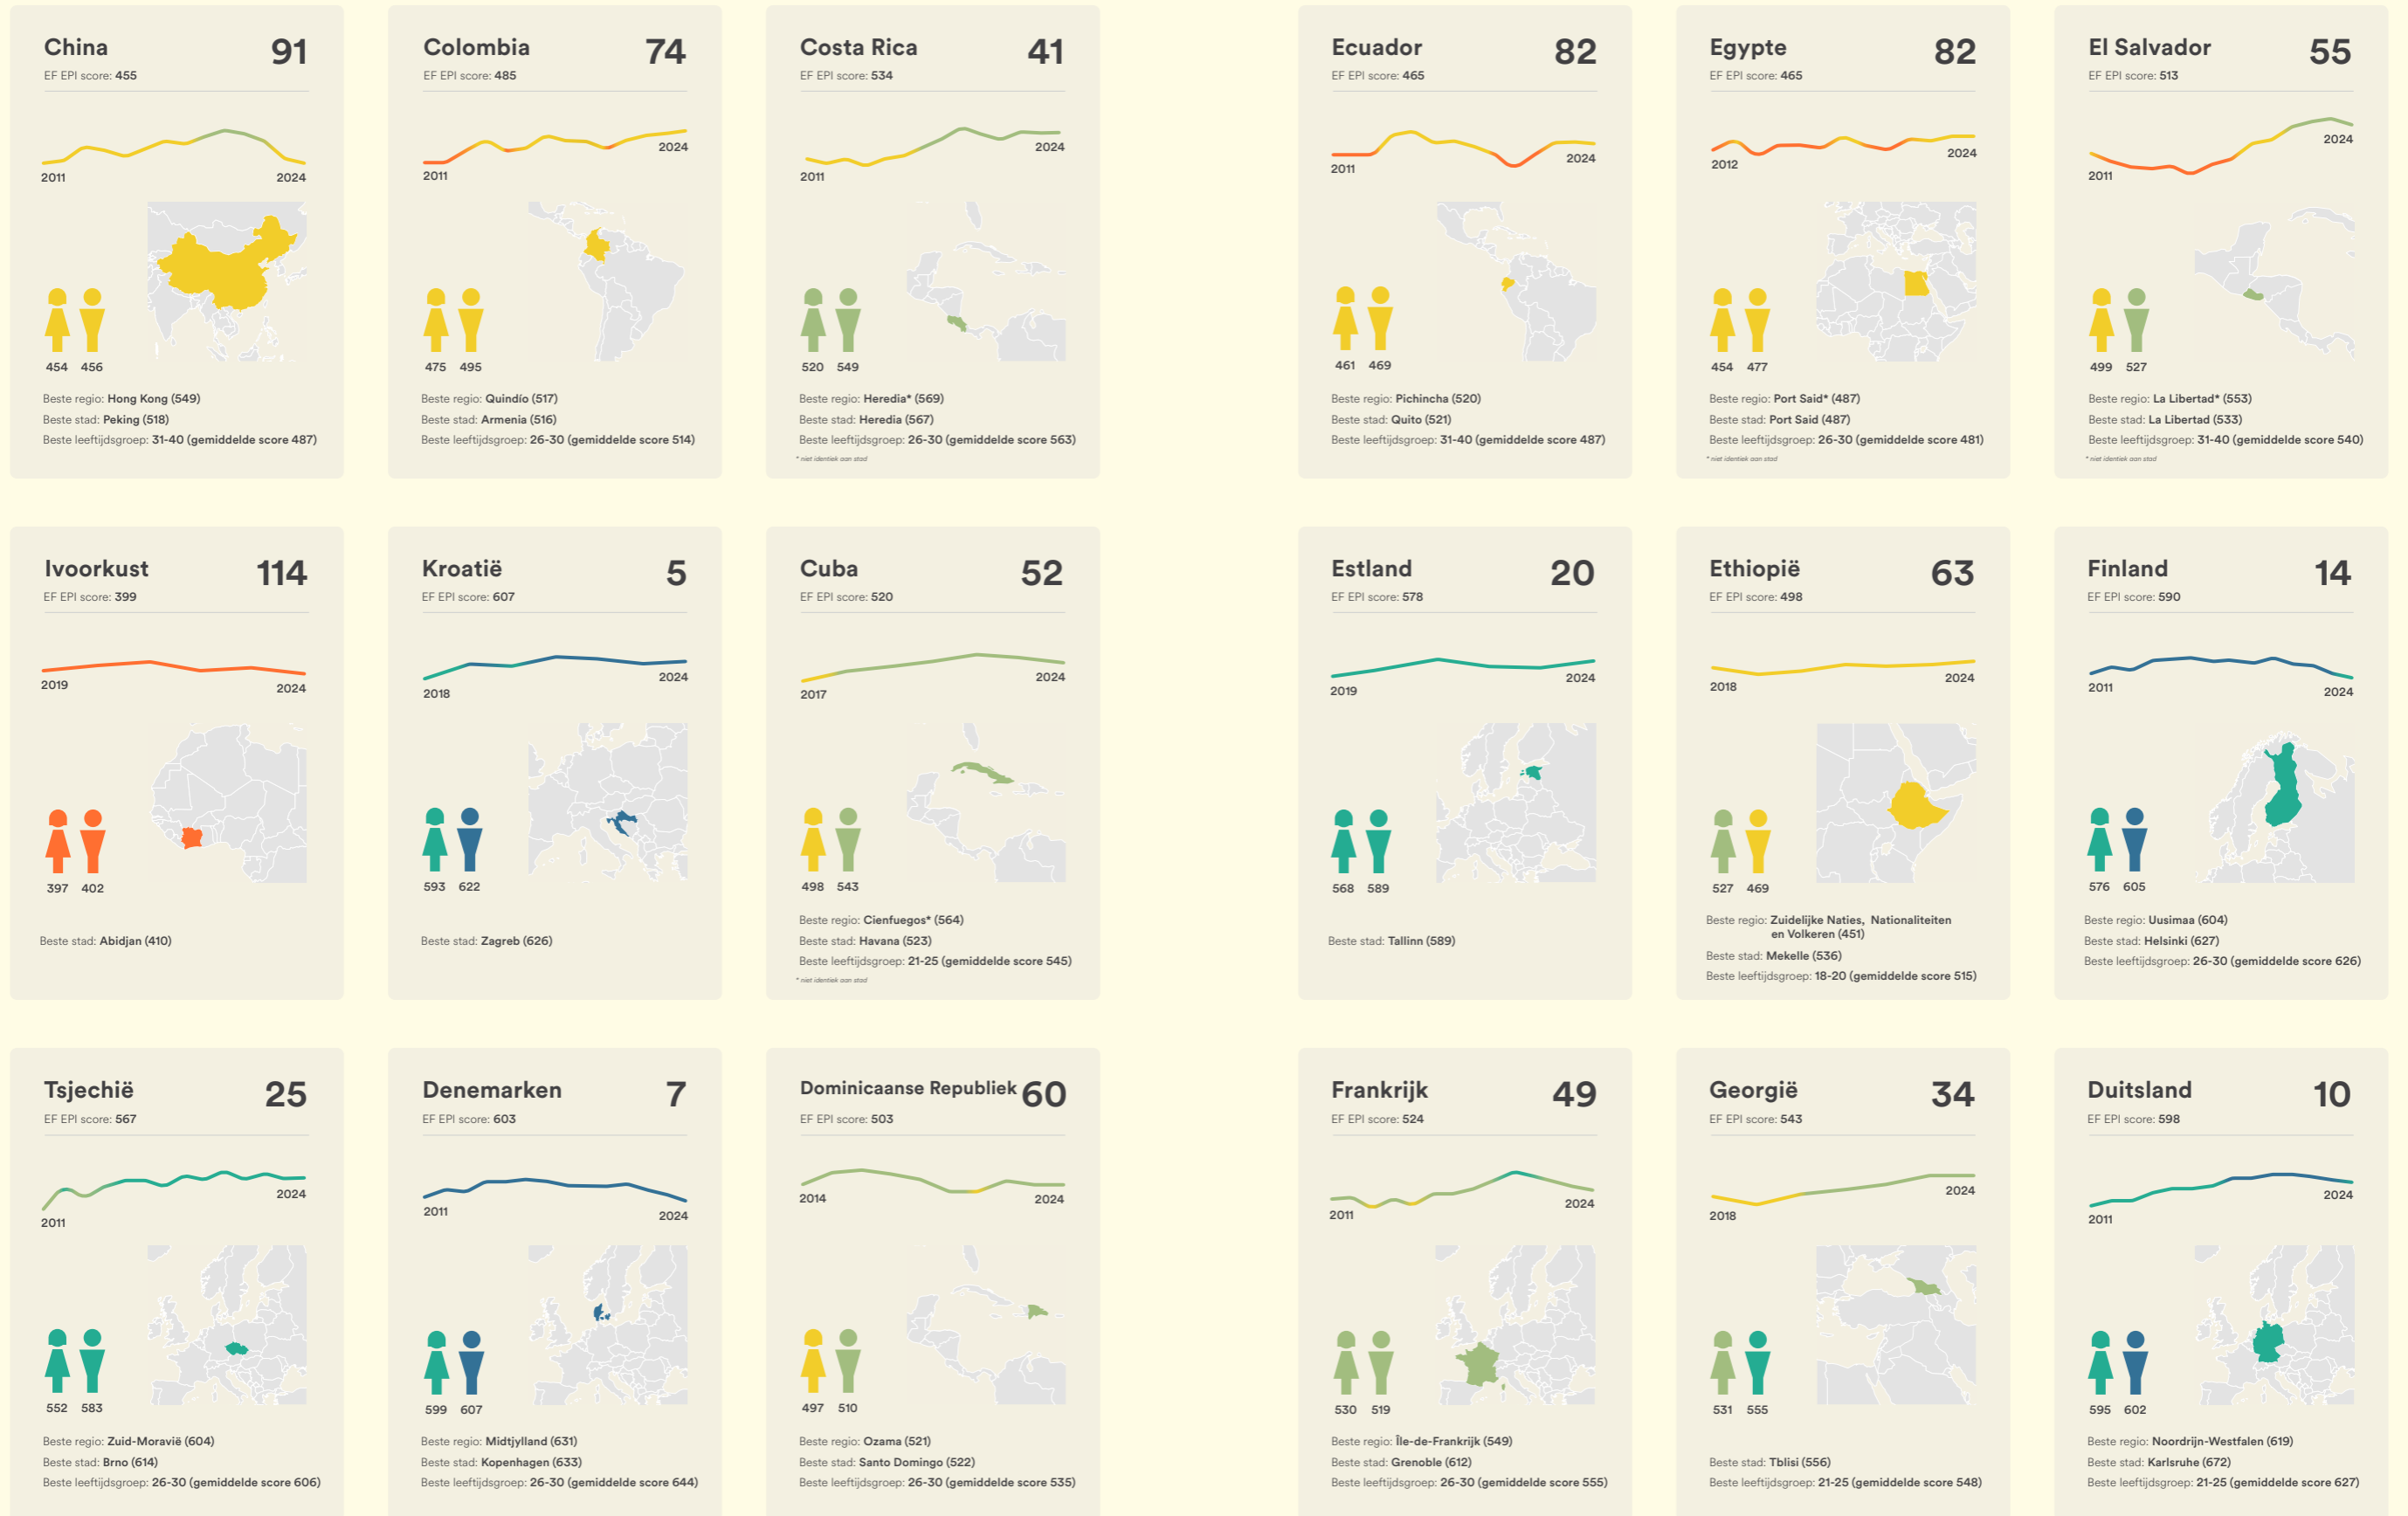 China 91
EF EPI score: 455
2011 2024
454 456
Beste regio: Hong Kong (549)
Beste stad: Peking (518)
Beste leeftijdsgroep: 31-40 (gemiddelde score 487)
Colombia 74
EF EPI score: 485
2011 2024
475 495
Beste regio: Quindío (517)
Beste stad: Armenia (516)
Beste leeftijdsgroep: 26-30 (gemiddelde score 514)
Costa Rica 41
EF EPI score: 534
2011 2024
520 549
Beste regio: Heredia* (569)
Beste stad: Heredia (567)
Beste leeftijdsgroep: 26-30 (gemiddelde score 563)
* niet identiek aan stad
Ecuador 82
EF EPI score: 465
2011 2024
461 469
Beste regio: Pichincha (520)
Beste stad: Quito (521)
Beste leeftijdsgroep: 31-40 (gemiddelde score 487)
Egypte 82
EF EPI score: 465
2012 2024
454 477
Beste regio: Port Said* (487)
Beste stad: Port Said (487)
Beste leeftijdsgroep: 26-30 (gemiddelde score 481)
* niet identiek aan stad
El Salvador 55
EF EPI score: 513
2011 2024
499 527
Beste regio: La Libertad* (553)
Beste stad: La Libertad (533)
Beste leeftijdsgroep: 31-40 (gemiddelde score 540)
* niet identiek aan stad
Ivoorkust 114
EF EPI score: 399
2019 2024
397 402
Beste stad: Abidjan (410)
Kroatië 5
EF EPI score: 607
2018 2024
593 622
Beste stad: Zagreb (626)
Cuba 52
EF EPI score: 520
2017 2024
498 543
Beste regio: Cienfuegos* (564)
Beste stad: Havana (523)
Beste leeftijdsgroep: 21-25 (gemiddelde score 545)
* niet identiek aan stad
Estland 20
EF EPI score: 578
2019 2024
568 589
Beste stad: Tallinn (589)
Ethiopië 63
EF EPI score: 498
2018 2024
527 469
Beste regio: Zuidelijke Naties, Nationaliteiten
en Volkeren (451)
Beste stad: Mekelle (536)
Beste leeftijdsgroep: 18-20 (gemiddelde score 515)
Finland 14
EF EPI score: 590
2011 2024
576 605
Beste regio: Uusimaa (604)
Beste stad: Helsinki (627)
Beste leeftijdsgroep: 26-30 (gemiddelde score 626)
Tsjechië 25
EF EPI score: 567
2011 2024
552 583
Beste regio: Zuid-Moravië (604)
Beste stad: Brno (614)
Beste leeftijdsgroep: 26-30 (gemiddelde score 606)
Denemarken 7
EF EPI score: 603
2011 2024
599 607
Beste regio: Midtjylland (631)
Beste stad: Kopenhagen (633)
Beste leeftijdsgroep: 26-30 (gemiddelde score 644)
Dominicaanse Republiek 60
EF EPI score: 503
2014 2024
497 510
Beste regio: Ozama (521)
Beste stad: Santo Domingo (522)
Beste leeftijdsgroep: 26-30 (gemiddelde score 535)
Frankrijk 49
EF EPI score: 524
2011 2024
530 519
Beste regio: Île-de-Frankrijk (549)
Beste stad: Grenoble (612)
Beste leeftijdsgroep: 26-30 (gemiddelde score 555)
Georgië 34
EF EPI score: 543
2018 2024
531 555
Beste stad: Tblisi (556)
Beste leeftijdsgroep: 21-25 (gemiddelde score 548)
Duitsland 10
EF EPI score: 598
2011 2024
595 602
Beste regio: Noordrijn-Westfalen (619)
Beste stad: Karlsruhe (672)
Beste leeftijdsgroep: 21-25 (gemiddelde score 627)